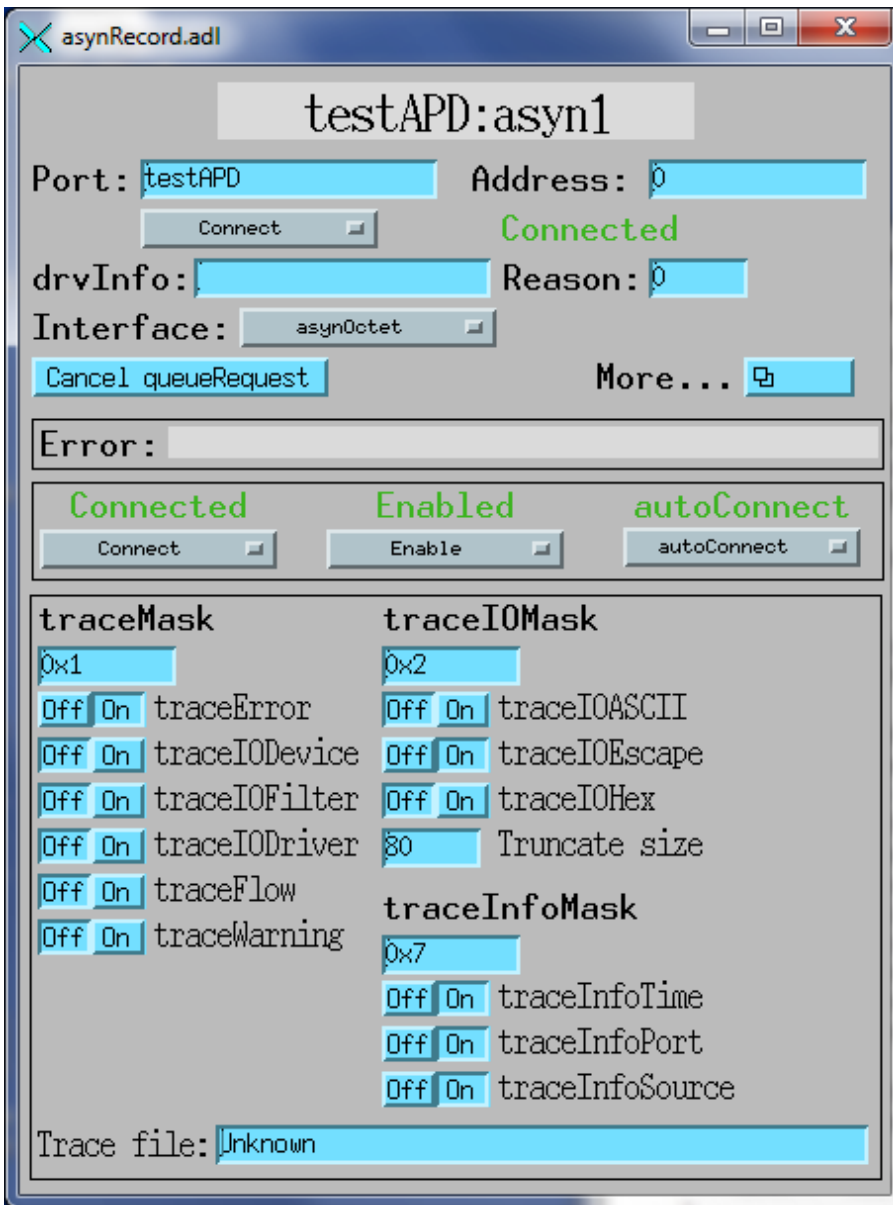 asynRecord.adl
testAPD:asyn1
Port: testAPD Address: 0
Connect Connected
drvInfo: Reason: 0
Interface: asynOctet
Cancel queueRequest More...
Error:
Connected Enabled autoConnect
Connect Enable autoConnect
traceMask traceIOMask
0x1 0x2
Off On traceError Off On traceIOASCII
Off On traceIODevice Off On traceIOEscape
Off On traceIOFilter Off On traceIOHex
Off On traceIODriver 80 Truncate size
Off On traceFlow
traceInfoMask
Off On traceWarning
0x7
Off On traceInfoTime
Off On traceInfoPort
Off On traceInfoSource
Trace file: Unknown